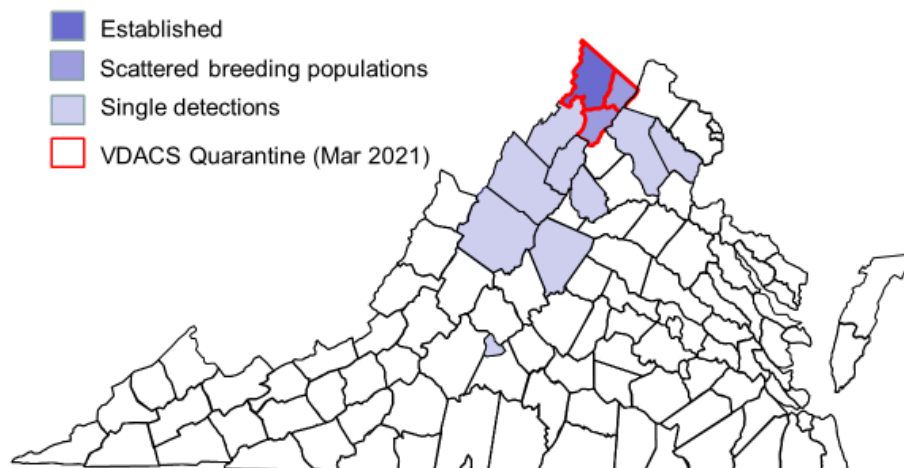 Established
Scattered breeding populations
Single detections
VDACS Quarantine (Mar 2021)